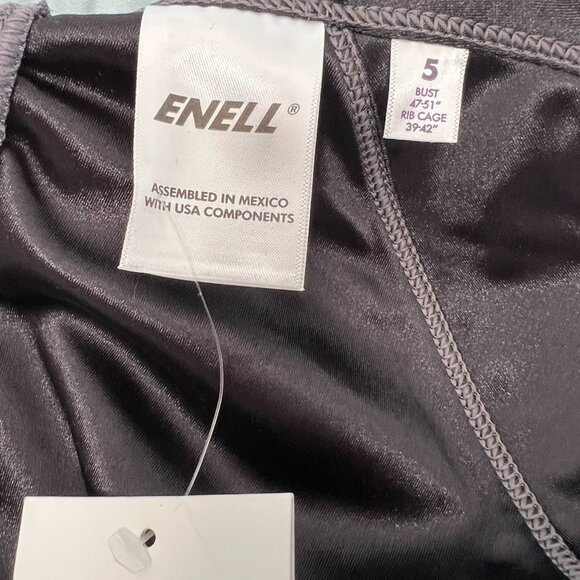 ENELL®
ASSEMBLED IN MEXICO
WITH USA COMPONENTS
5
BUST
47-51"
RIB CAGE
39-42"